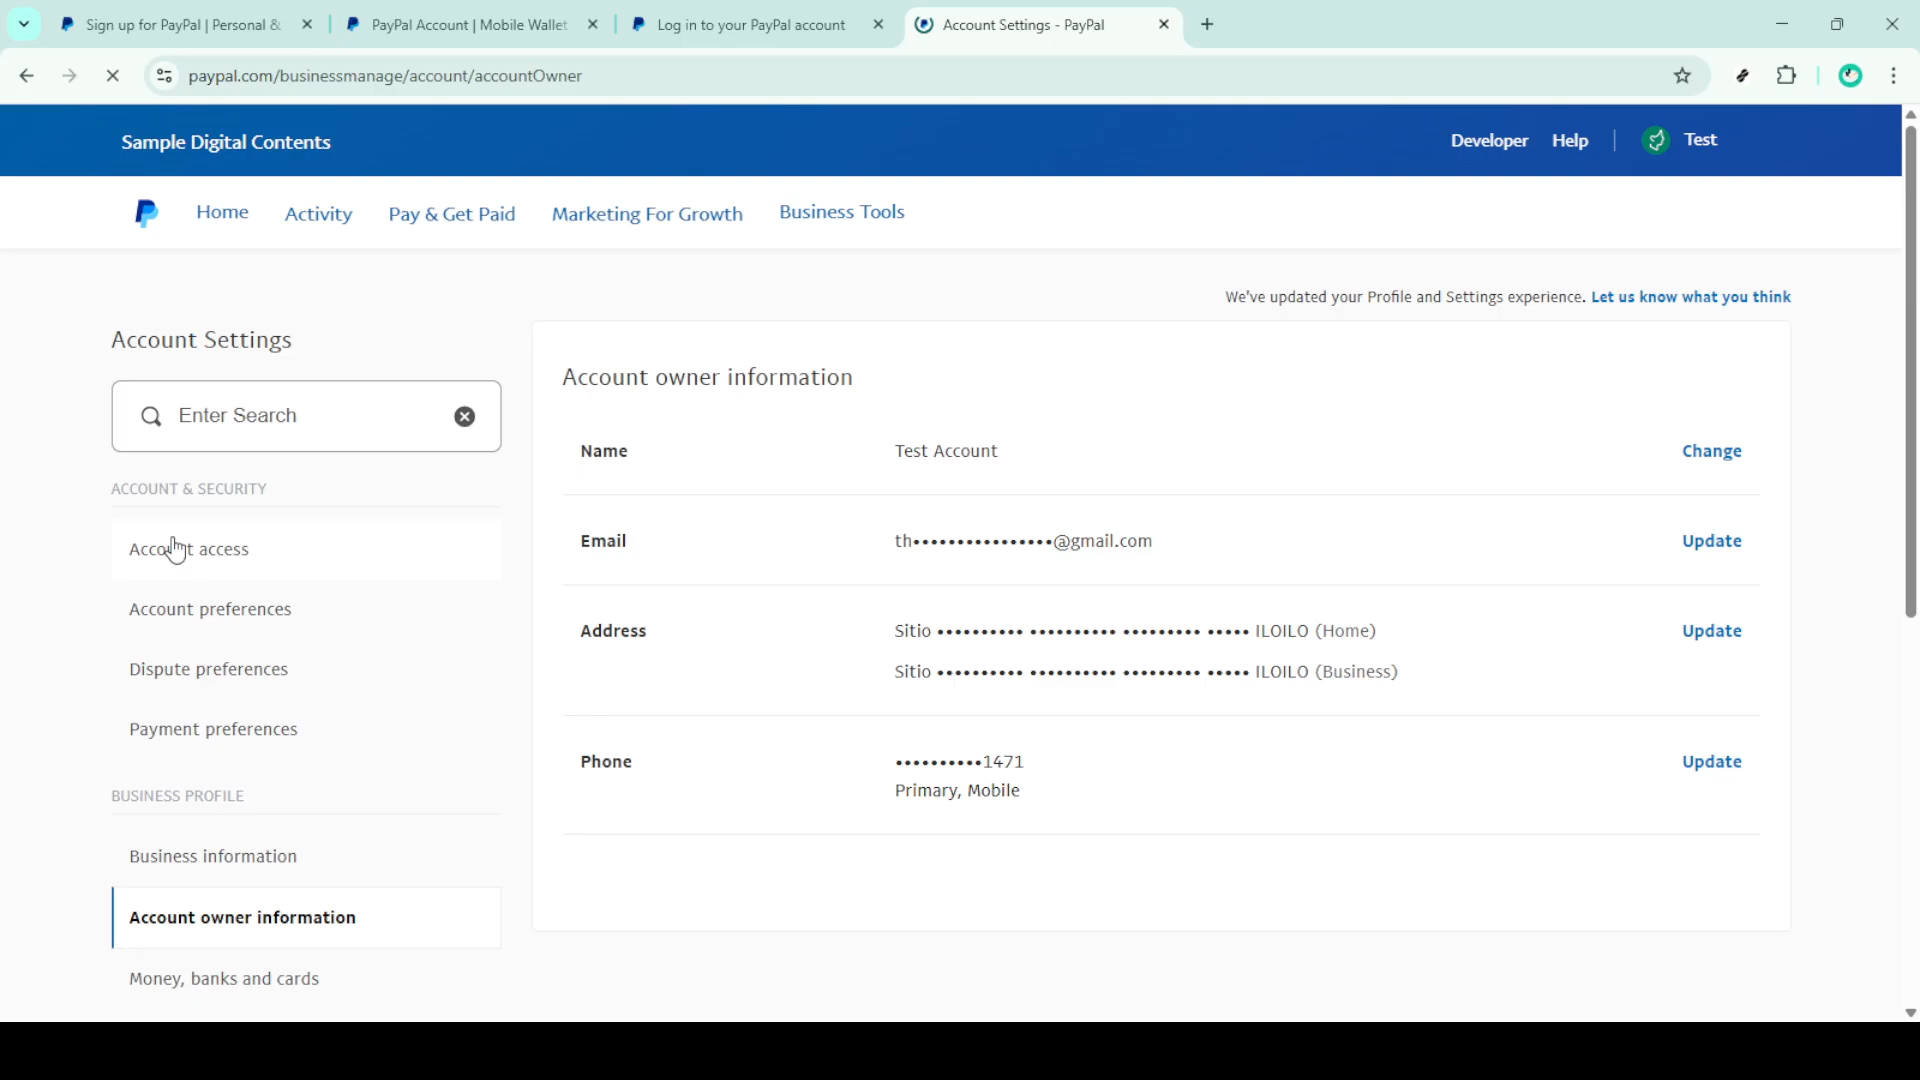 Sign up for PayPal | Personal &
PayPal Account | Mobile Wallet
Log in to your PayPal account
Account Settings - PayPal
paypal.com/businessmanage/account/accountOwner
Sample Digital Contents
Developer
Help
Test
Home
Activity
Pay & Get Paid
Marketing For Growth
Business Tools
We've updated your Profile and Settings experience. Let us know what you think
Account Settings
Enter Search
ACCOUNT & SECURITY
Account access
Account preferences
Dispute preferences
Payment preferences
BUSINESS PROFILE
Business information
Account owner information
Money, banks and cards
Account owner information
Name
Test Account
Change
Email
th••••••••••••••••@gmail.com
Update
Address
Sitio •••••••••• •••••••••• ••••••••• ••••• ILOILO (Home)
Update
Sitio •••••••••• •••••••••• ••••••••• ••••• ILOILO (Business)
Phone
••••••••••1471
Update
Primary, Mobile